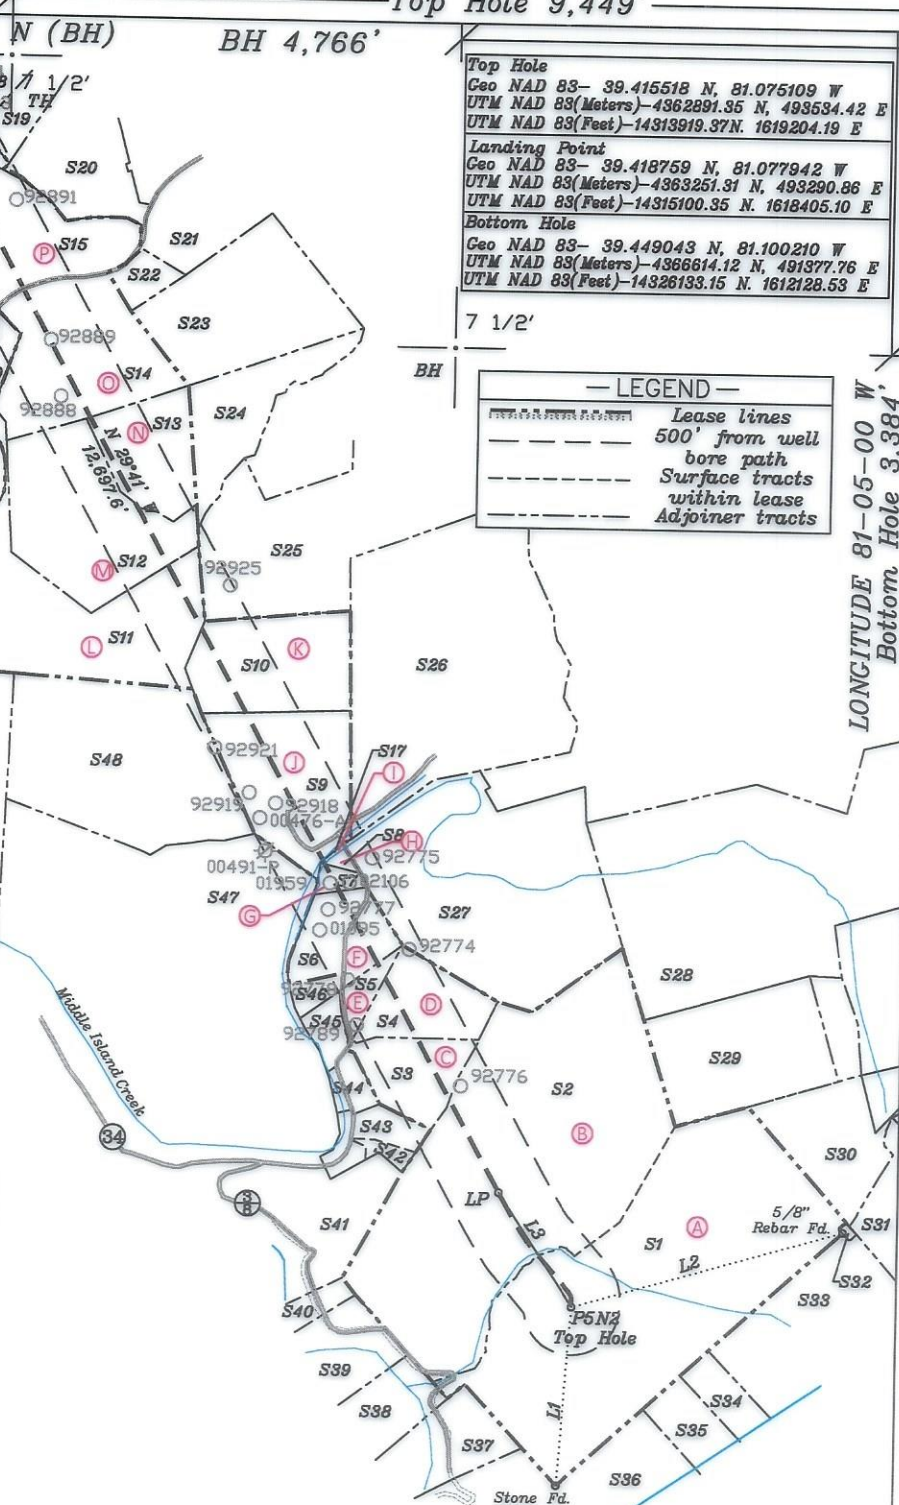 Top Hole 9,449'
N (BH)
BH 4,766'
7 1/2'
TH
S19
Top Hole
Geo NAD 83- 39.415518 N, 81.075109 W
UTM NAD 83(Meters)-4362891.35 N, 493534.42 E
UTM NAD 83(Feet)-14313919.37N. 1619204.19 E
Landing Point
Geo NAD 83- 39.418759 N, 81.077942 W
UTM NAD 83(Meters)-4363251.31 N, 493290.86 E
UTM NAD 83(Feet)-14315100.35 N. 1618405.10 E
Bottom Hole
Geo NAD 83- 39.449043 N, 81.100210 W
UTM NAD 83(Meters)-4366614.12 N, 491377.76 E
UTM NAD 83(Feet)-14326133.15 N. 1612128.53 E
S20
92891
P
S15
S21
S22
7 1/2'
BH
S23
92889
O
S14
92888
N
S13
S24
LEGEND
Lease lines
500' from well
bore path
Surface tracts
within lease
Adjoiner tracts
LONGITUDE 81-05-00 W
Bottom Hole 3,384'
N 29°41' W
12,697.6'
M
S12
S25
92925
L
S11
K
S10
S26
S48
92921
J
S9
S17
I
92919
92918
00476-A
00491-P
S8
H
92775
01959
92106
S47
G
92777
01895
S27
92774
S6
F
S5
S46
92778
E
D
S4
S45
92789
S28
Middle Island Creek
C
S3
92776
S2
S29
S44
S43
S42
B
34
S30
3
8
LP
L3
S41
S1
A
5/8"
Rebar Fd.
S31
L2
S32
S33
S40
P5N2
Top Hole
S39
S38
L1
S34
S35
S37
S36
Stone Fd.